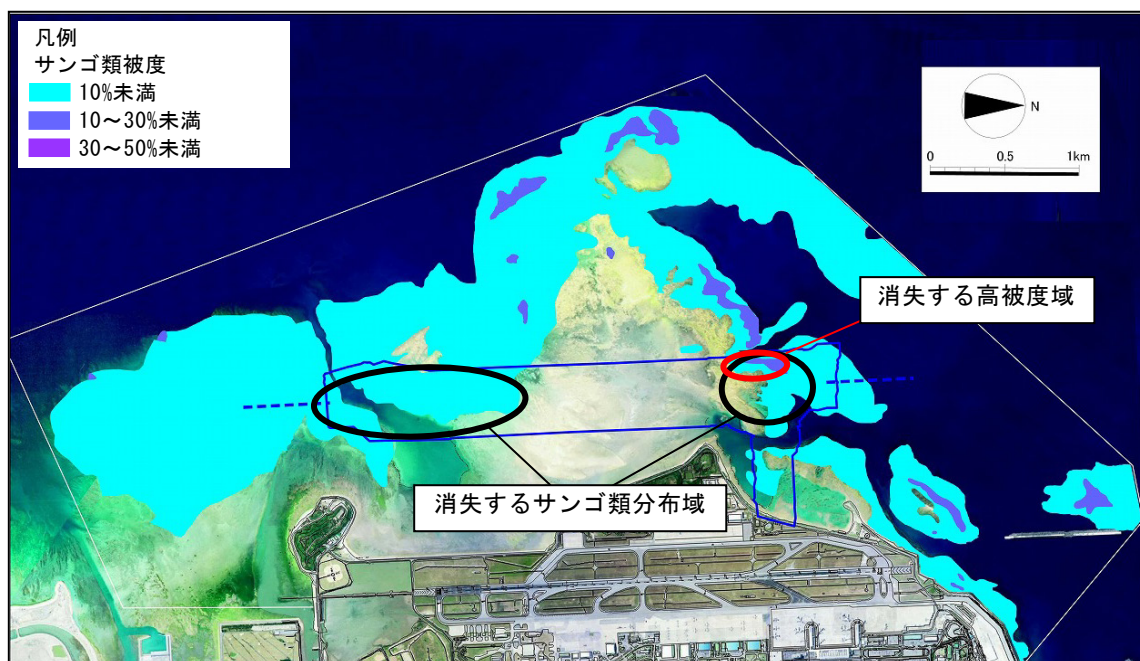 凡例
サンゴ類被度
10%未満
10～30%未満
30～50%未満
N
0 0.5 1km
消失する高被度域
消失するサンゴ類分布域